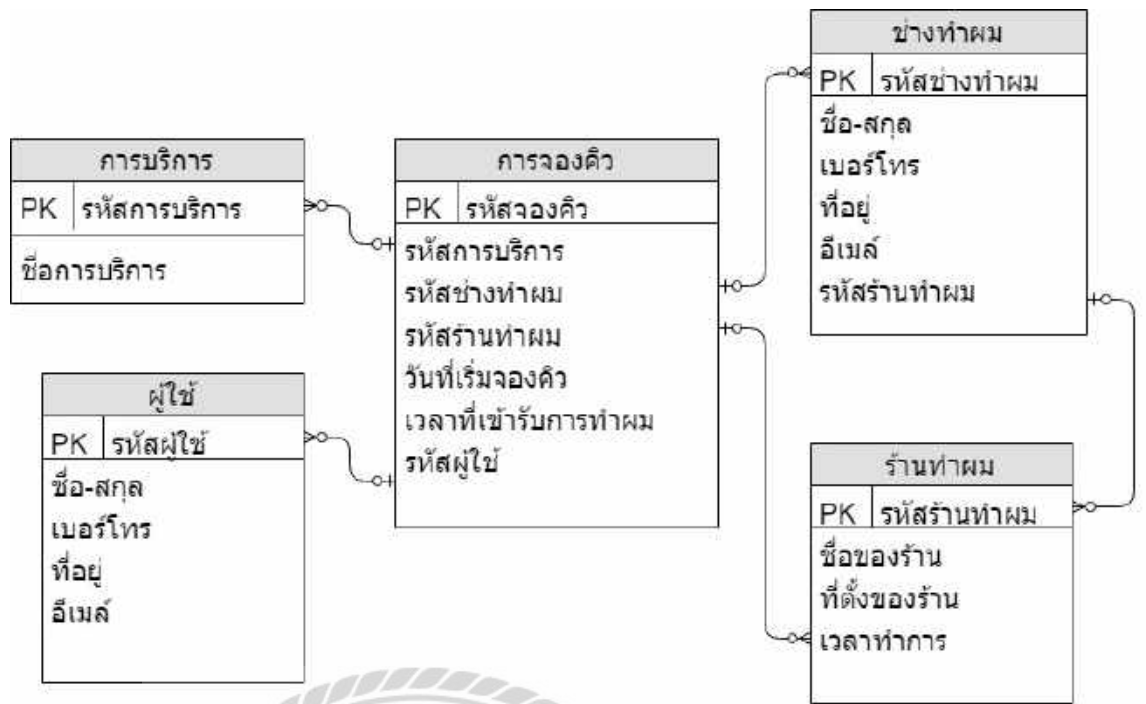 การบริการ
PK รหัสการบริการ
ชื่อการบริการ
ผู้ใช้
PK รหัสผู้ใช้
ชื่อ-สกุล
เบอร์โทร
ที่อยู่
อีเมล์
การจองคิว
PK รหัสจองคิว
รหัสการบริการ
รหัสช่างทำผม
รหัสร้านทำผม
วันที่เริ่มจองคิว
เวลาที่เข้ารับการทำผม
รหัสผู้ใช้
ช่างทำผม
PK รหัสช่างทำผม
ชื่อ-สกุล
เบอร์โทร
ที่อยู่
อีเมล์
รหัสร้านทำผม
ร้านทำผม
PK รหัสร้านทำผม
ชื่อของร้าน
ที่ตั้งของร้าน
เวลาทำการ